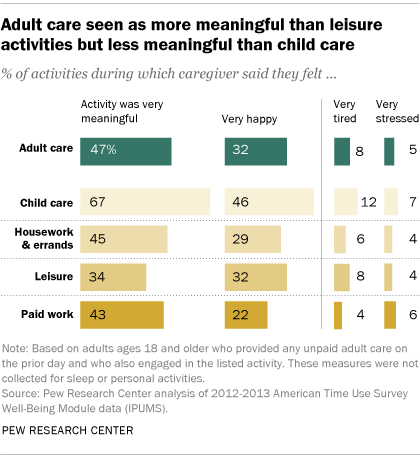 Adult care seen as more meaningful than leisure
activities but less meaningful than child care
% of activities during which caregiver said they felt ...
Activity was very
meaningful
Very happy
Very
tired
Very
stressed
Adult care 47% 32 8 5
Child care 67 46 12 7
Housework
& errands 45 29 6 4
Leisure 34 32 8 4
Paid work 43 22 4 6
Note: Based on adults ages 18 and older who provided any unpaid adult care on
the prior day and who also engaged in the listed activity. These measures were not
collected for sleep or personal activities.
Source: Pew Research Center analysis of 2012-2013 American Time Use Survey
Well-Being Module data (IPUMS).
PEW RESEARCH CENTER